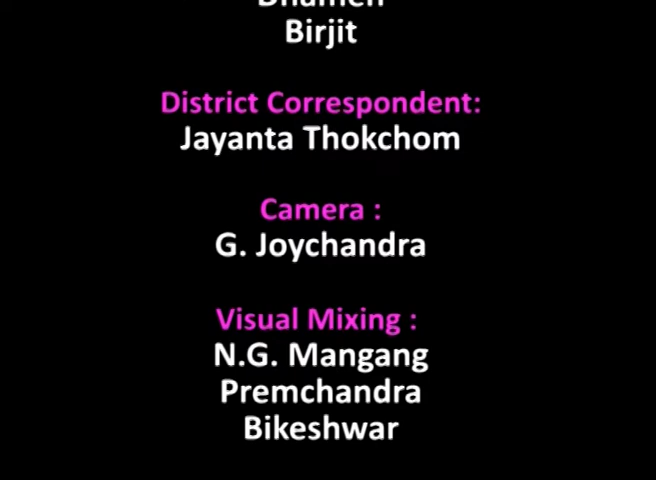 Birjit
District Correspondent:
Jayanta Thokchom
Camera :
G. Joychandra
Visual Mixing :
N.G. Mangang
Premchandra
Bikeshwar